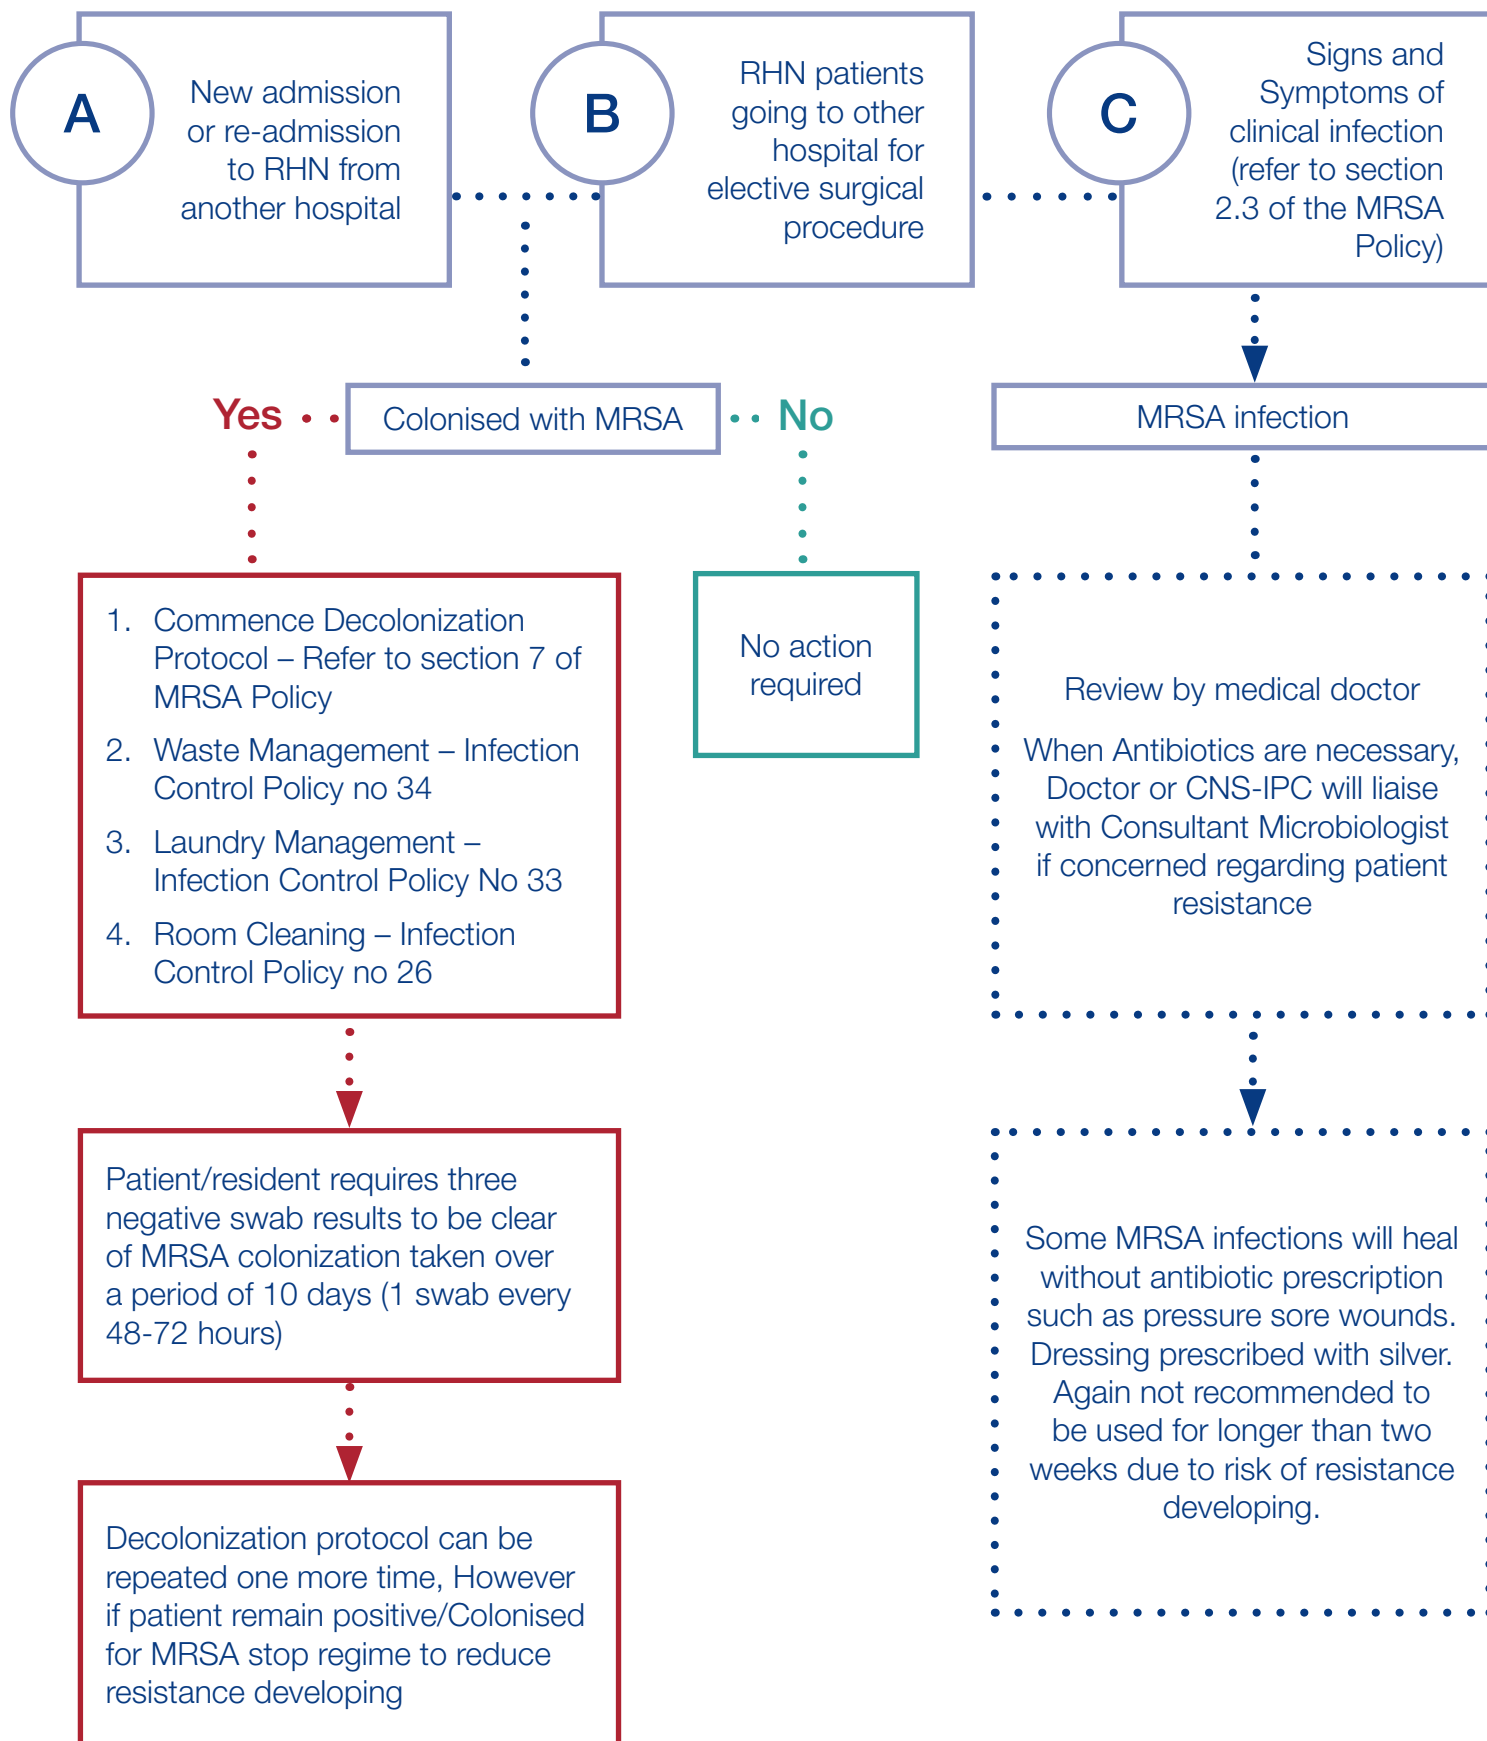 A
New admission
or re-admission
to RHN from
another hospital
B
RHN patients
going to other
hospital for
elective surgical
procedure
C
Signs and
Symptoms of
clinical infection
(refer to section
2.3 of the MRSA
Policy)
Yes
Colonised with MRSA
No
MRSA infection
1. Commence Decolonization
Protocol – Refer to section 7 of
MRSA Policy
2. Waste Management – Infection
Control Policy no 34
3. Laundry Management –
Infection Control Policy No 33
4. Room Cleaning – Infection
Control Policy no 26
No action
required
Review by medical doctor
When Antibiotics are necessary,
Doctor or CNS-IPC will liaise
with Consultant Microbiologist
if concerned regarding patient
resistance
Patient/resident requires three
negative swab results to be clear
of MRSA colonization taken over
a period of 10 days (1 swab every
48-72 hours)
Some MRSA infections will heal
without antibiotic prescription
such as pressure sore wounds.
Dressing prescribed with silver.
Again not recommended to
be used for longer than two
weeks due to risk of resistance
developing.
Decolonization protocol can be
repeated one more time, However
if patient remain positive/Colonised
for MRSA stop regime to reduce
resistance developing